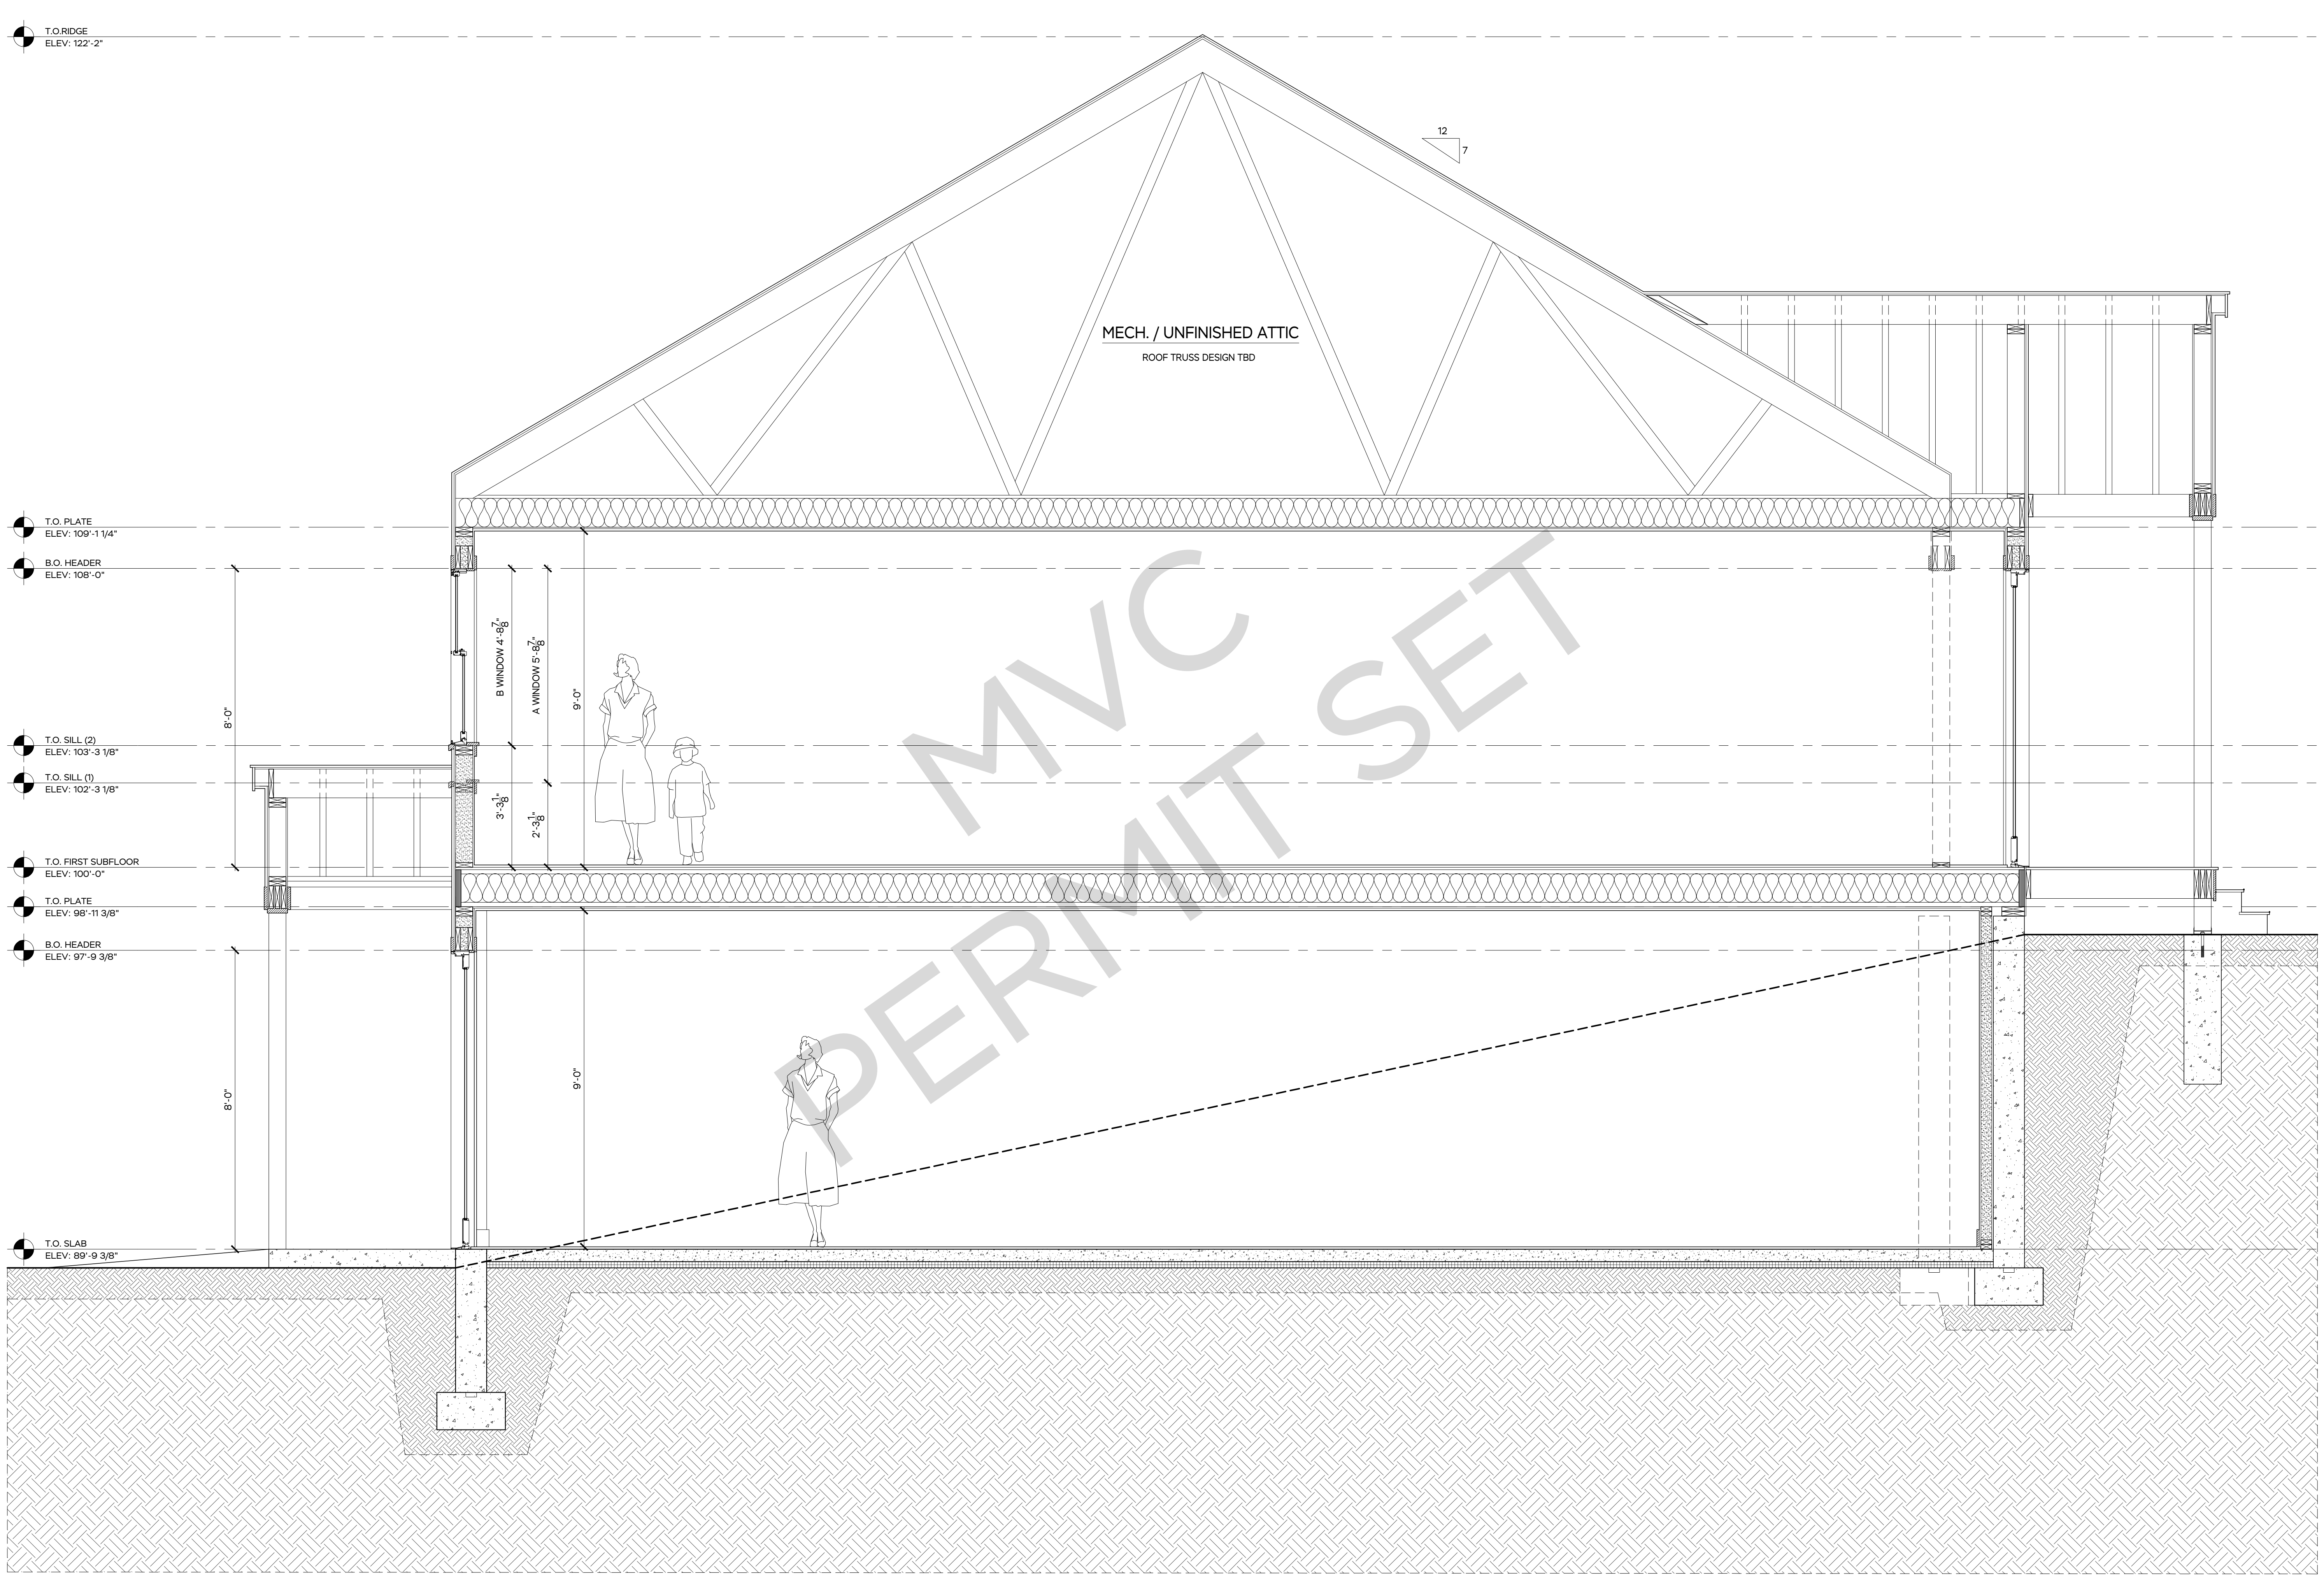 T.O.RIDGE
ELEV: 122'-2"
12
7
MECH. / UNFINISHED ATTIC
ROOF TRUSS DESIGN TBD
T.O. PLATE
ELEV: 109'-1 1/4"
B.O. HEADER
ELEV: 108'-0"
8'-0"
B WINDOW 4'-8 7/8"
A WINDOW 5'-8 7/8"
9'-0"
MVC
PERMIT SET
T.O. SILL (2)
ELEV: 103'-3 1/8"
T.O. SILL (1)
ELEV: 102'-3 1/8"
3'-3 1/8"
2'-3 1/8"
T.O. FIRST SUBFLOOR
ELEV: 100'-0"
T.O. PLATE
ELEV: 98'-11 3/8"
B.O. HEADER
ELEV: 97'-9 3/8"
8'-0"
9'-0"
T.O. SLAB
ELEV: 89'-9 3/8"